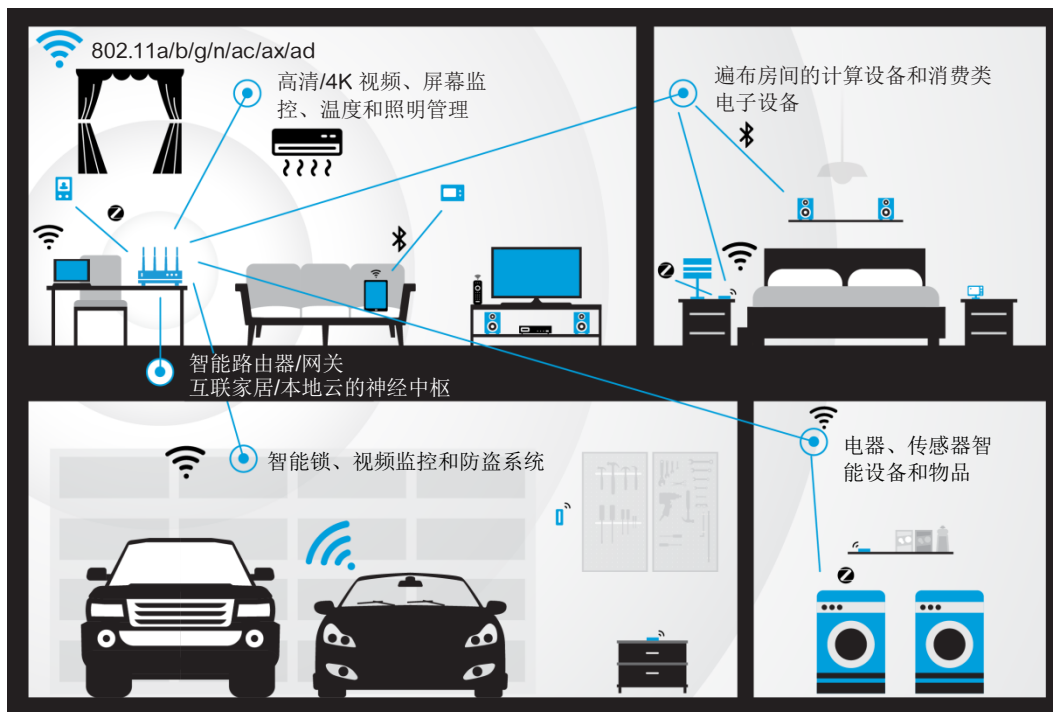 802.11a/b/g/n/ac/ax/ad
高清/4K 视频、屏幕监
控、温度和照明管理
遍布房间的计算设备和消费类
电子设备
智能路由器/网关
互联家居/本地云的神经中枢
智能锁、视频监控和防盗系统
电器、传感器智
能设备和物品